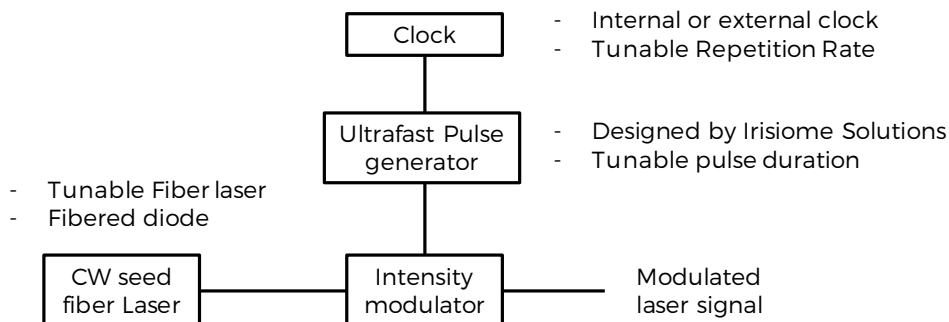 Clock
- Internal or external clock
- Tunable Repetition Rate
Ultrafast Pulse
generator
- Designed by Irisiome Solutions
- Tunable pulse duration
- Tunable Fiber laser
- Fibered diode
CW seed
fiber Laser
Intensity
modulator
Modulated
laser signal